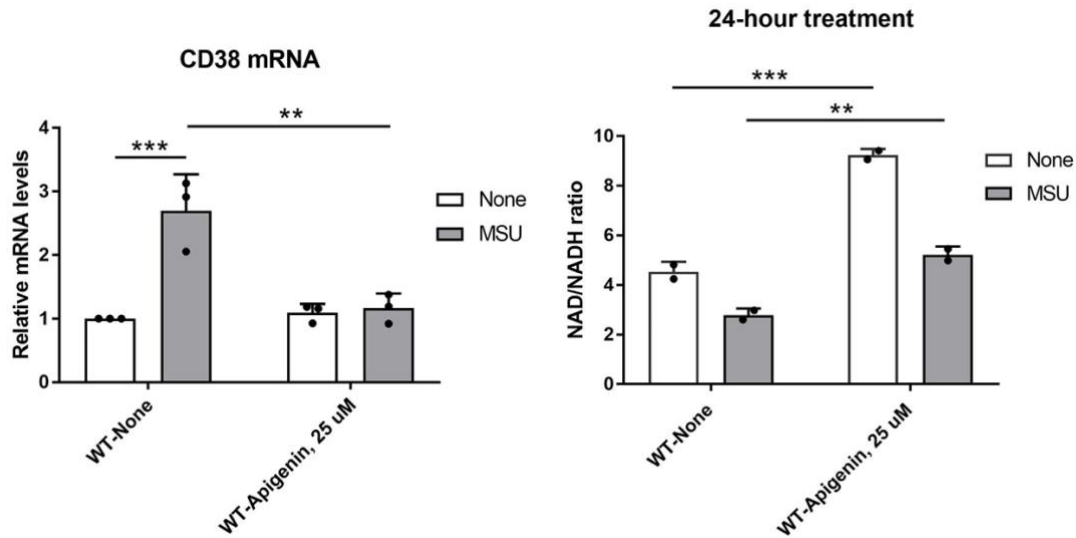 CD38 mRNA
Relative mRNA levels
4
3
2
1
0
***
**
None
MSU
WT-None
WT-Apigenin, 25 uM
24-hour treatment
NAD/NADH ratio
10
8
6
4
2
0
***
**
None
MSU
WT-None
WT-Apigenin, 25 uM